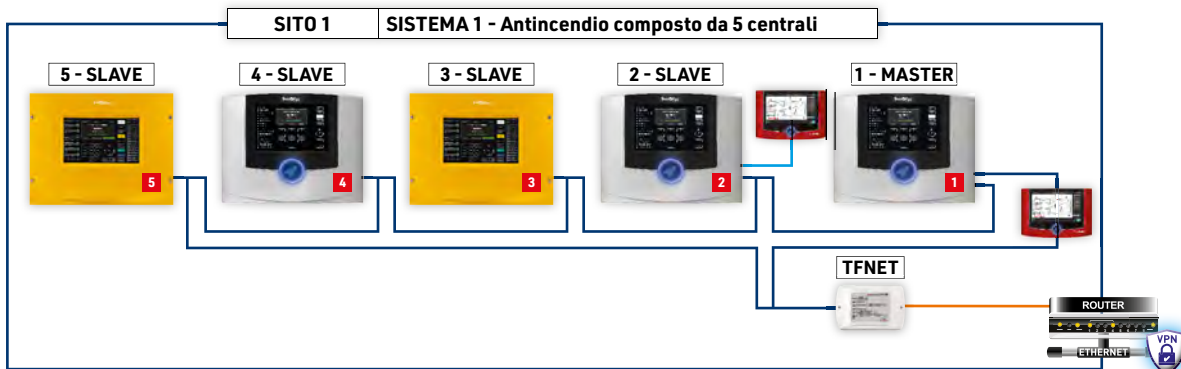 SITO 1 SISTEMA 1 - Antincendio composto da 5 centrali
5 - SLAVE 4 - SLAVE 3 - SLAVE 2 - SLAVE 1 - MASTER
5 4 3 2 1
TFNET
ROUTER
VPN
ETHERNET